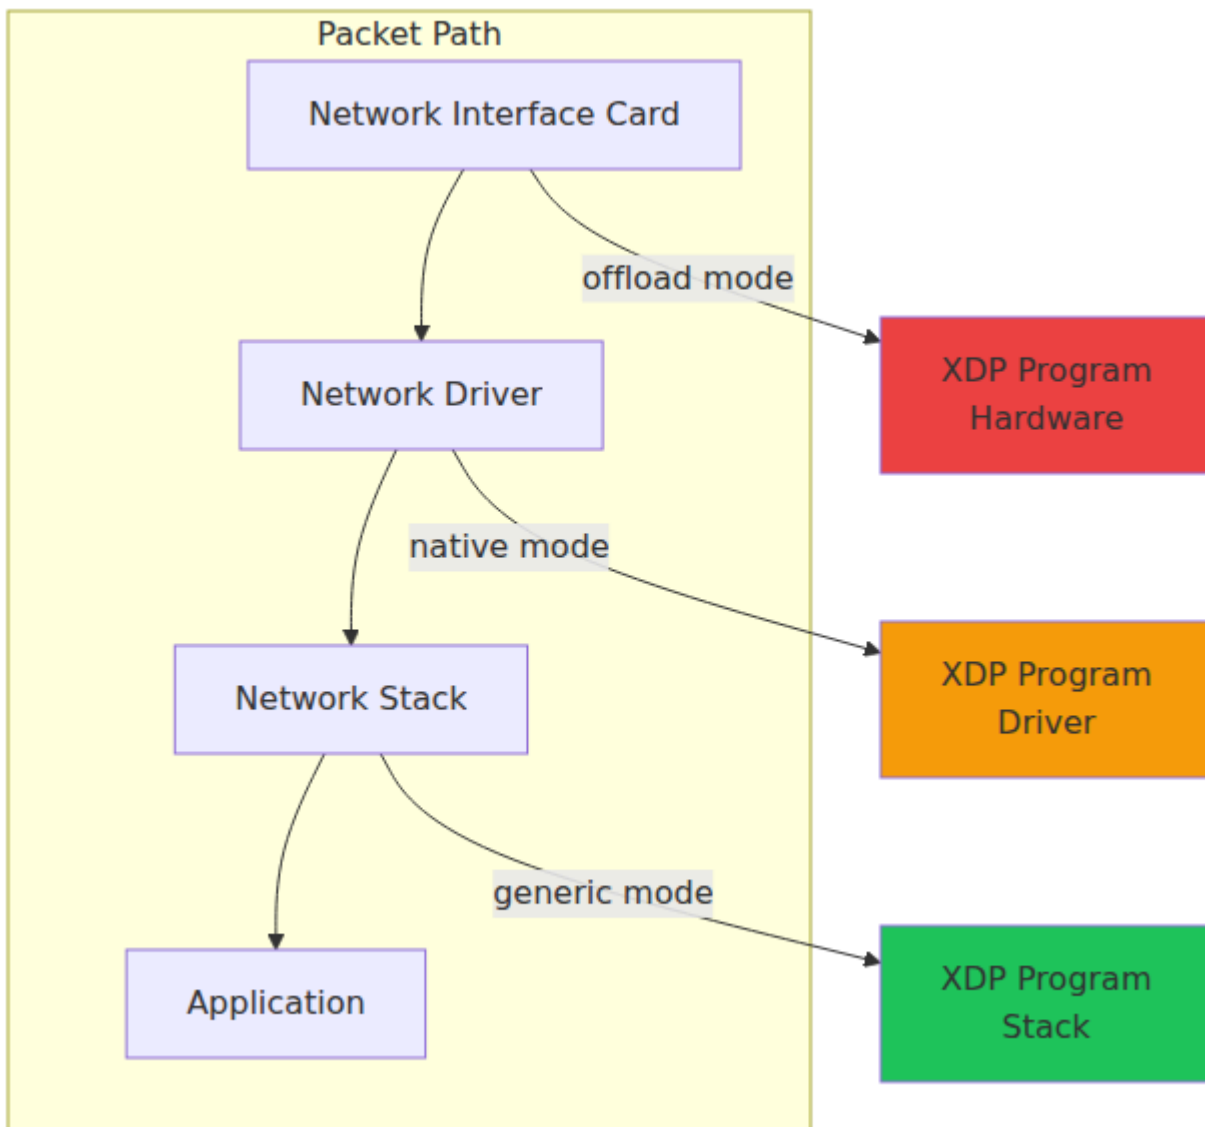 Packet Path
Network Interface Card
offload mode
XDP Program
Hardware
Network Driver
native mode
XDP Program
Driver
Network Stack
generic mode
XDP Program
Stack
Application